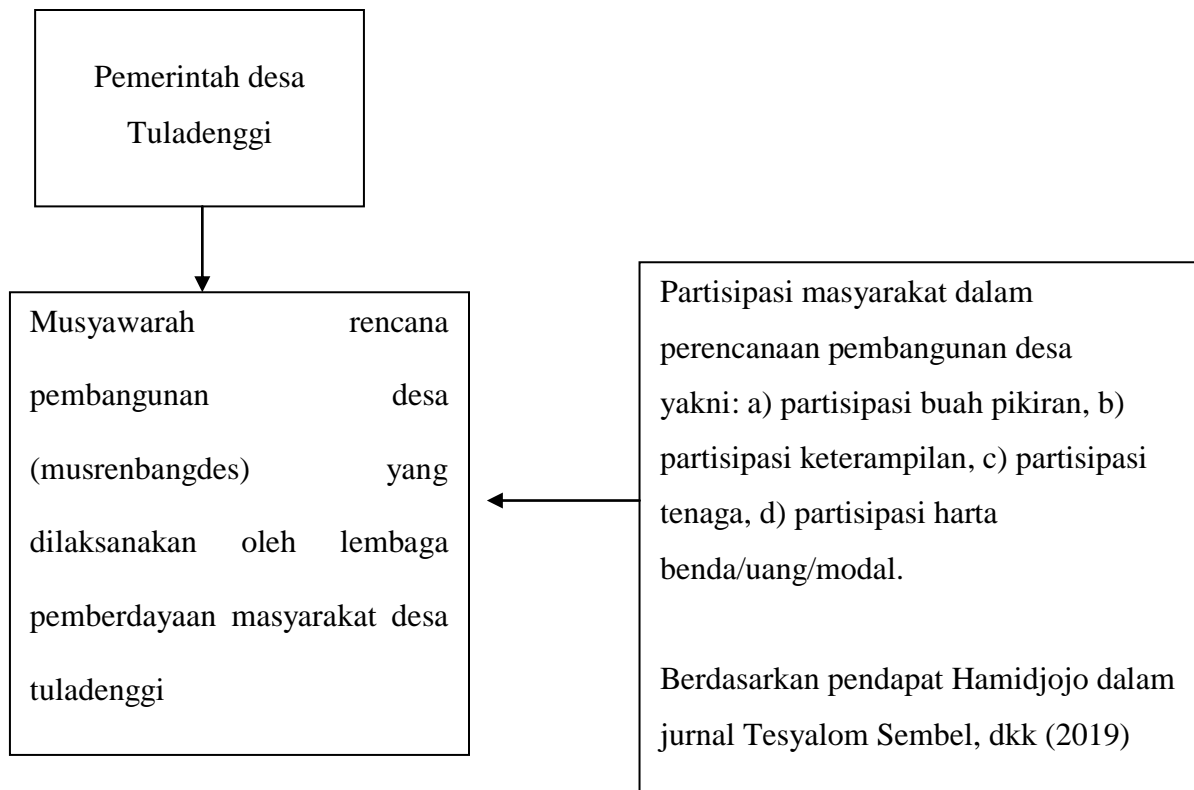 Pemerintah desa
Tuladenggi
Musyawarah rencana
pembangunan desa
(musrenbangdes) yang
dilaksanakan oleh lembaga
pemberdayaan masyarakat desa
tuladenggi
Partisipasi masyarakat dalam
perencanaan pembangunan desa
yakni: a) partisipasi buah pikiran, b)
partisipasi keterampilan, c) partisipasi
tenaga, d) partisipasi harta
benda/uang/modal.
Berdasarkan pendapat Hamidjojo dalam
jurnal Tesyalom Sembel, dkk (2019)